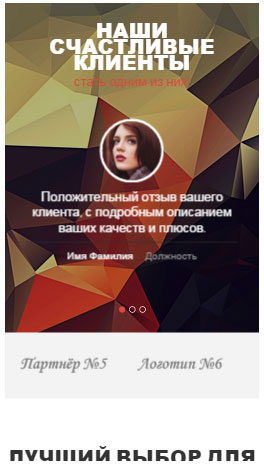 НАШИ
СЧАСТЛИВЫЕ
КЛИЕНТЫ
стань одним из них!
Положительный отзыв вашего
клиента, с подробным описанием
ваших качеств и плюсов.
Имя Фамилия Должность
Партнёр №5 Логотип №6
ЛУЧШИЙ ВЫБОР ДЛЯ